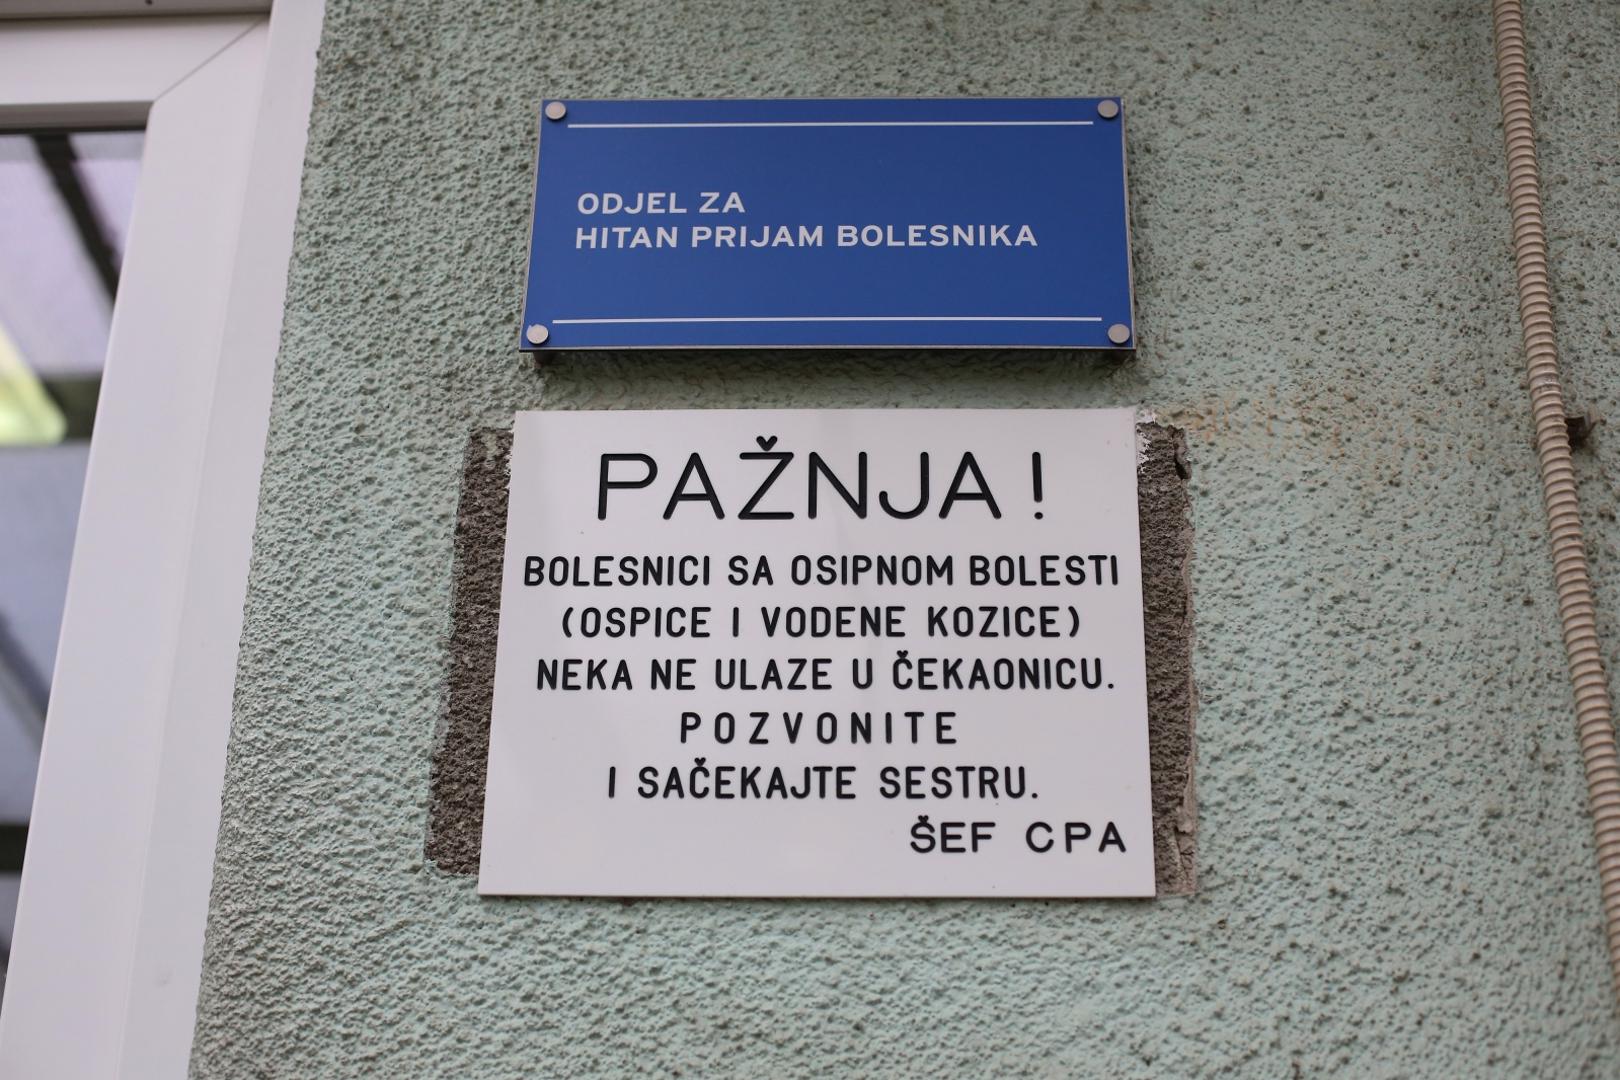 ODJEL ZA
HITAN PRIJAM BOLESNIKA
PAŽNJA!
BOLESNICI SA OSIPNOM BOLESTI
(OSPICE I VODENE KOZICE)
NEKA NE ULAZE U ČEKAONICU.
POZVONITE
I SAČEKAJTE SESTRU.
ŠEF CPA